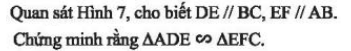 Quan sát Hình 7, cho biết DE // BC, EF // AB.
Chứng minh rằng ΔADE ∽ ΔEFC.